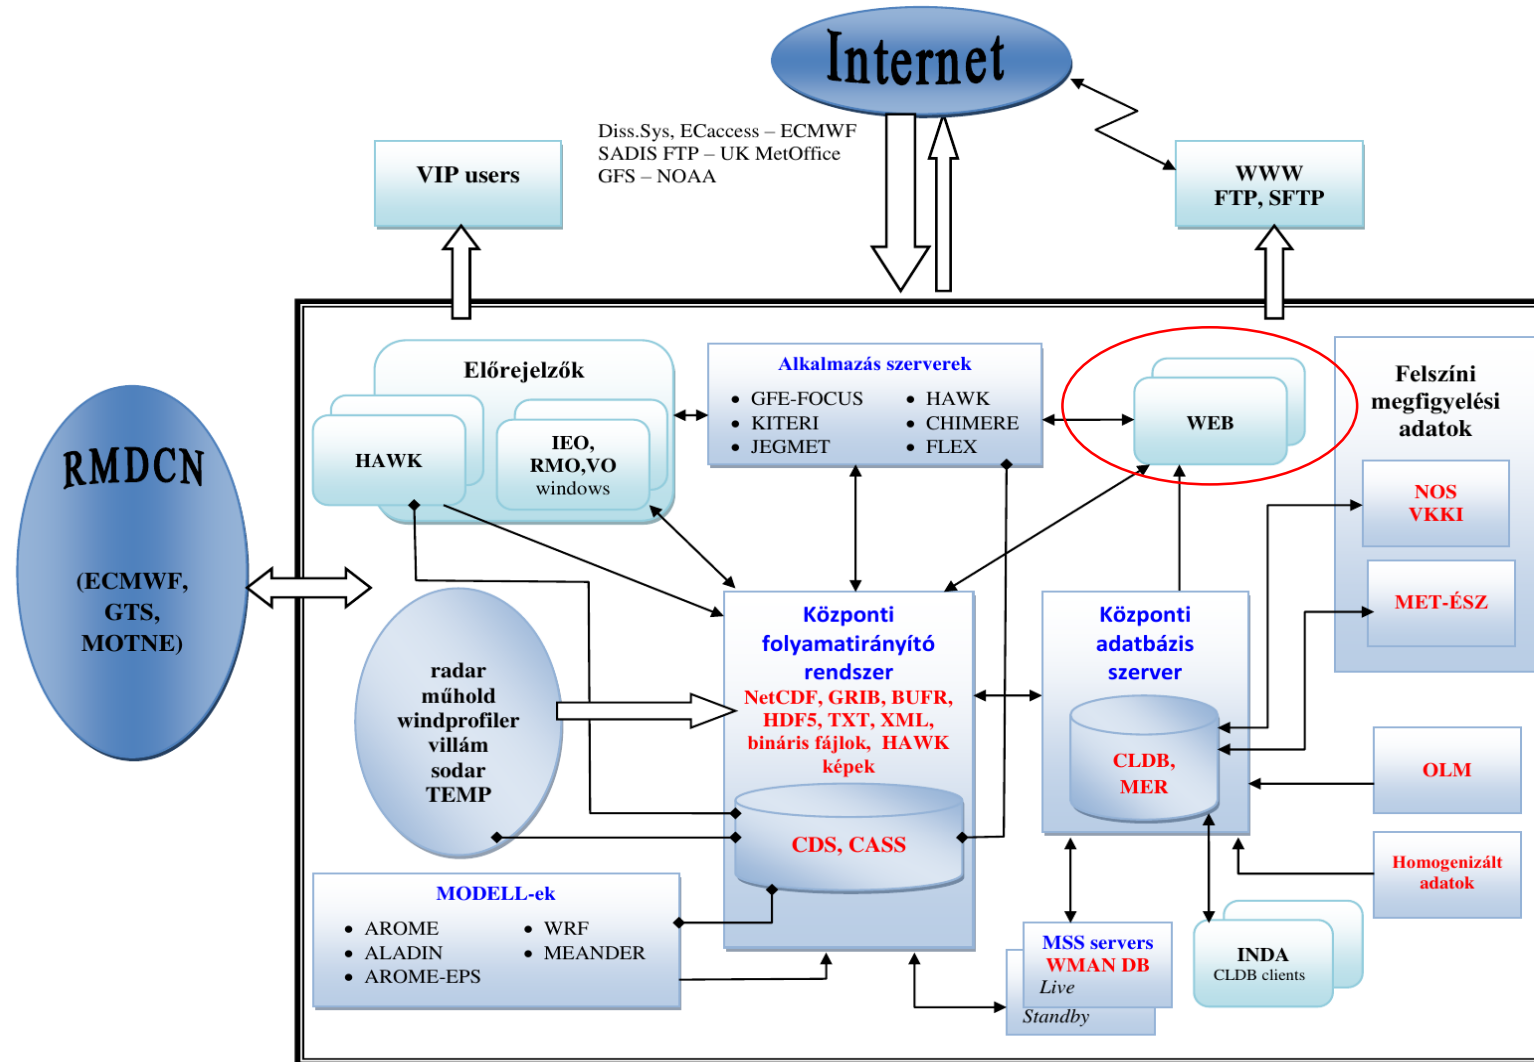 Internet
Diss.Sys, ECaccess – ECMWF
SADIS FTP – UK MetOffice
GFS – NOAA
VIP users
WWW
FTP, SFTP
RMDCN
(ECMWF,
GTS,
MOTNE)
Előrejelzők
HAWK
IEO,
RMO,VO
windows
Alkalmazás szerverek
• GFE-FOCUS
• KITERI
• JEGMET
• HAWK
• CHIMERE
• FLEX
WEB
Felszíni
megfigyelési
adatok
NOS
VKKI
MET-ÉSZ
radar
műhold
windprofiler
villám
sodar
TEMP
Központi
folyamatirányító
rendszer
NetCDF, GRIB, BUFR,
HDF5, TXT, XML,
bináris fájlok, HAWK
képek
CDS, CASS
Központi
adatbázis
szerver
CLDB,
MER
OLM
Homogenizált
adatok
MODELL-ek
• AROME
• ALADIN
• AROME-EPS
• WRF
• MEANDER
MSS servers
WMAN DB
Live
Standby
INDA
CLDB clients